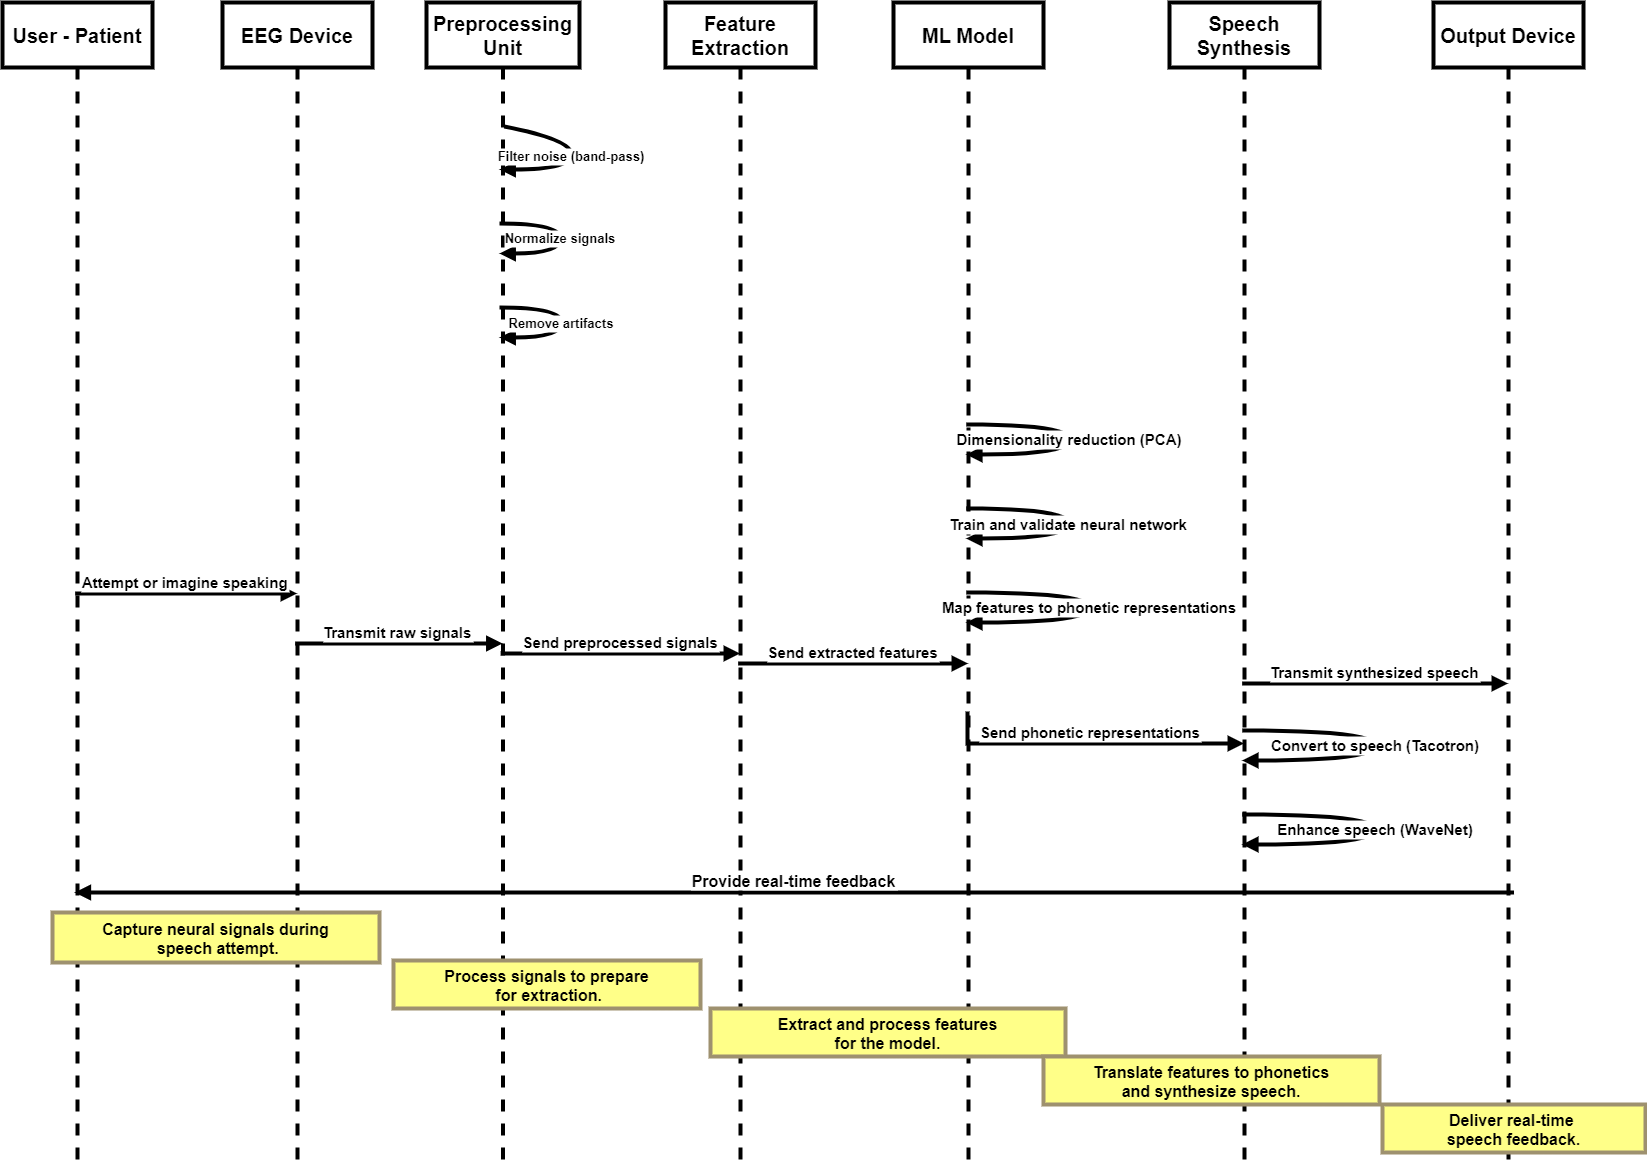 User - Patient
EEG Device
Preprocessing
Unit
Feature
Extraction
ML Model
Speech
Synthesis
Output Device
Filter noise (band-pass)
Normalize signals
Remove artifacts
Dimensionality reduction (PCA)
Train and validate neural network
Attempt or imagine speaking
Map features to phonetic representations
Transmit raw signals
Send preprocessed signals
Send extracted features
Transmit synthesized speech
Send phonetic representations
Convert to speech (Tacotron)
Enhance speech (WaveNet)
Provide real-time feedback
Capture neural signals during
speech attempt.
Process signals to prepare
for extraction.
Extract and process features
for the model.
Translate features to phonetics
and synthesize speech.
Deliver real-time
speech feedback.